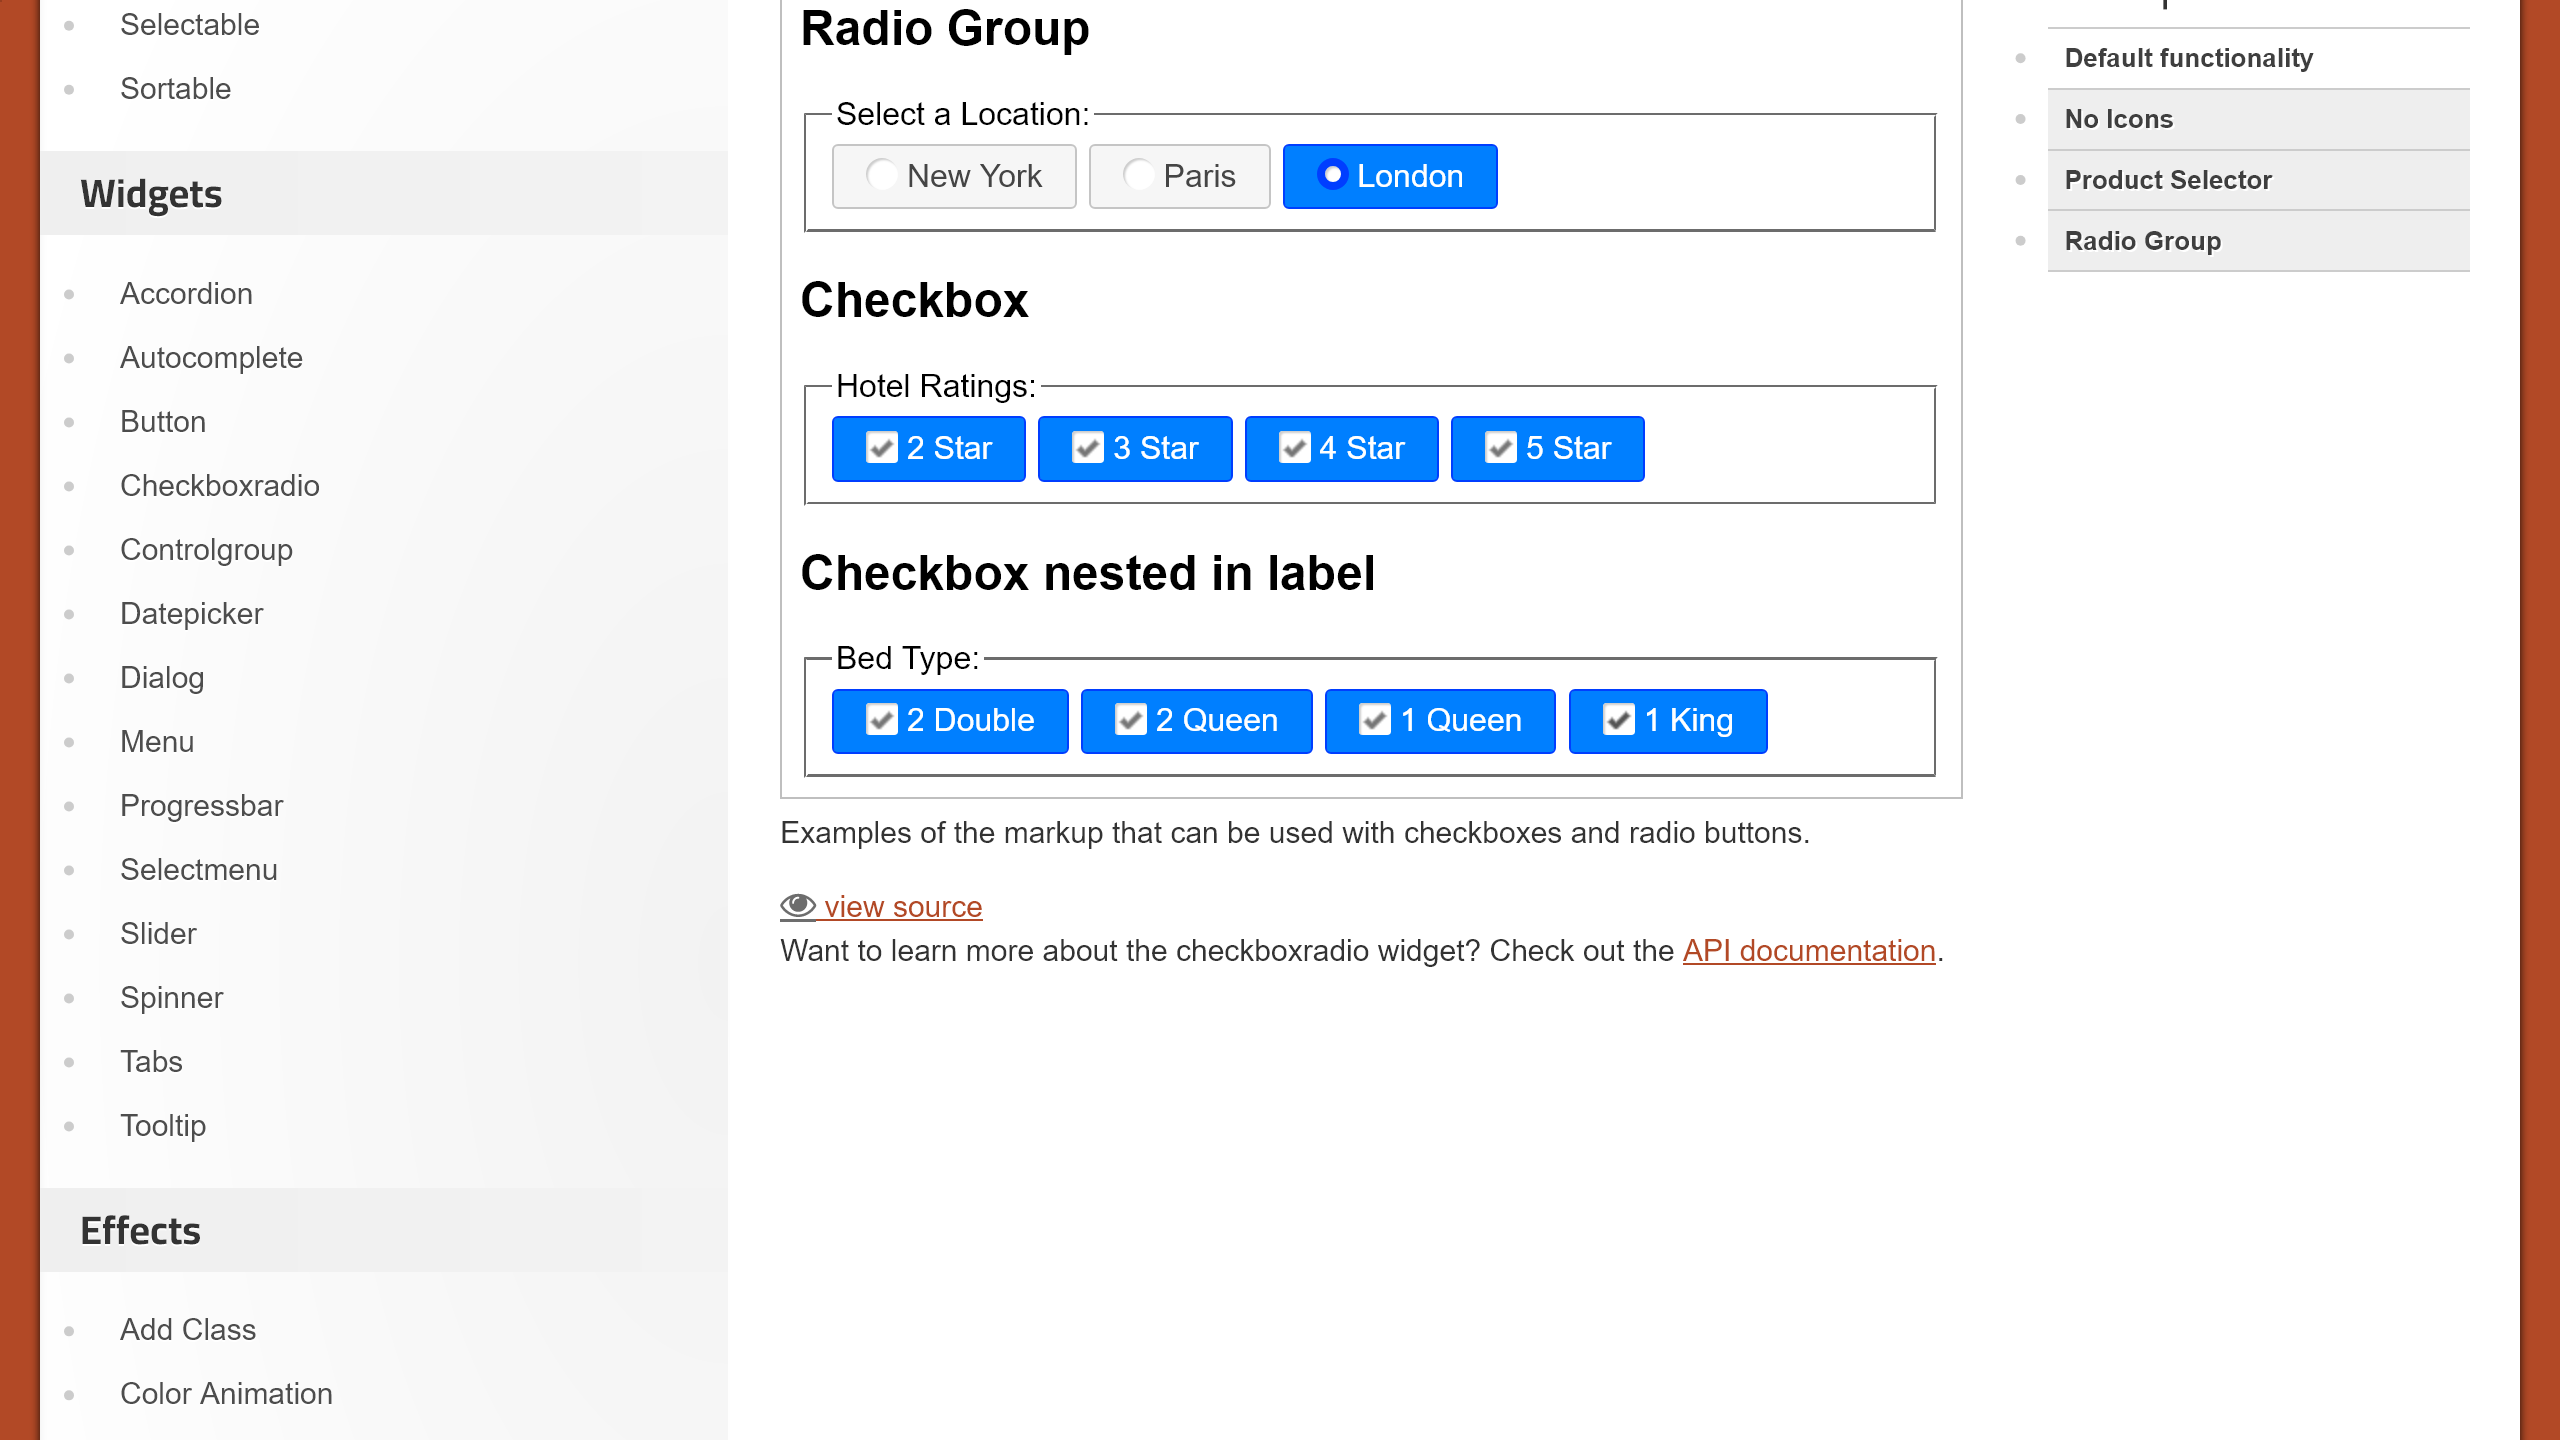 Selectable
Sortable
Widgets
Accordion
Autocomplete
Button
Checkboxradio
Controlgroup
Datepicker
Dialog
Menu
Progressbar
Selectmenu
Slider
Spinner
Tabs
Tooltip
Effects
Add Class
Color Animation
Radio Group
Select a Location:
New York Paris London
Checkbox
Hotel Ratings:
2 Star 3 Star 4 Star 5 Star
Checkbox nested in label
Bed Type:
2 Double 2 Queen 1 Queen 1 King
Examples of the markup that can be used with checkboxes and radio buttons.
view source
Want to learn more about the checkboxradio widget? Check out the API documentation.
Default functionality
No Icons
Product Selector
Radio Group